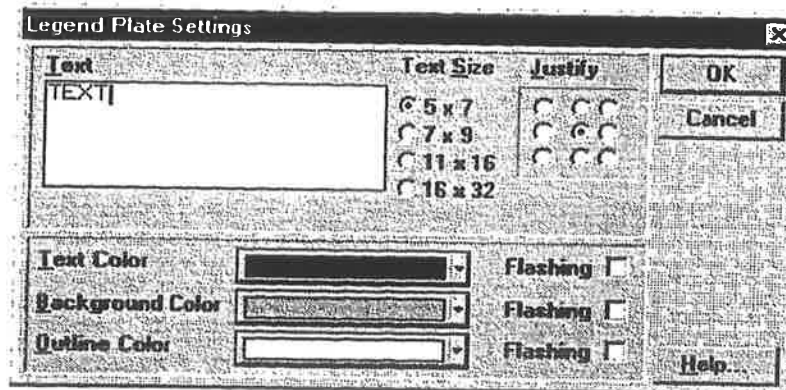 Legend Plate Settings
Text
Text Size
Justify
OK
TEXT
5 x 7
Cancel
7 x 9
11 x 16
16 x 32
Text Color
Flashing
Background Color
Flashing
Outline Color
Flashing
Help...